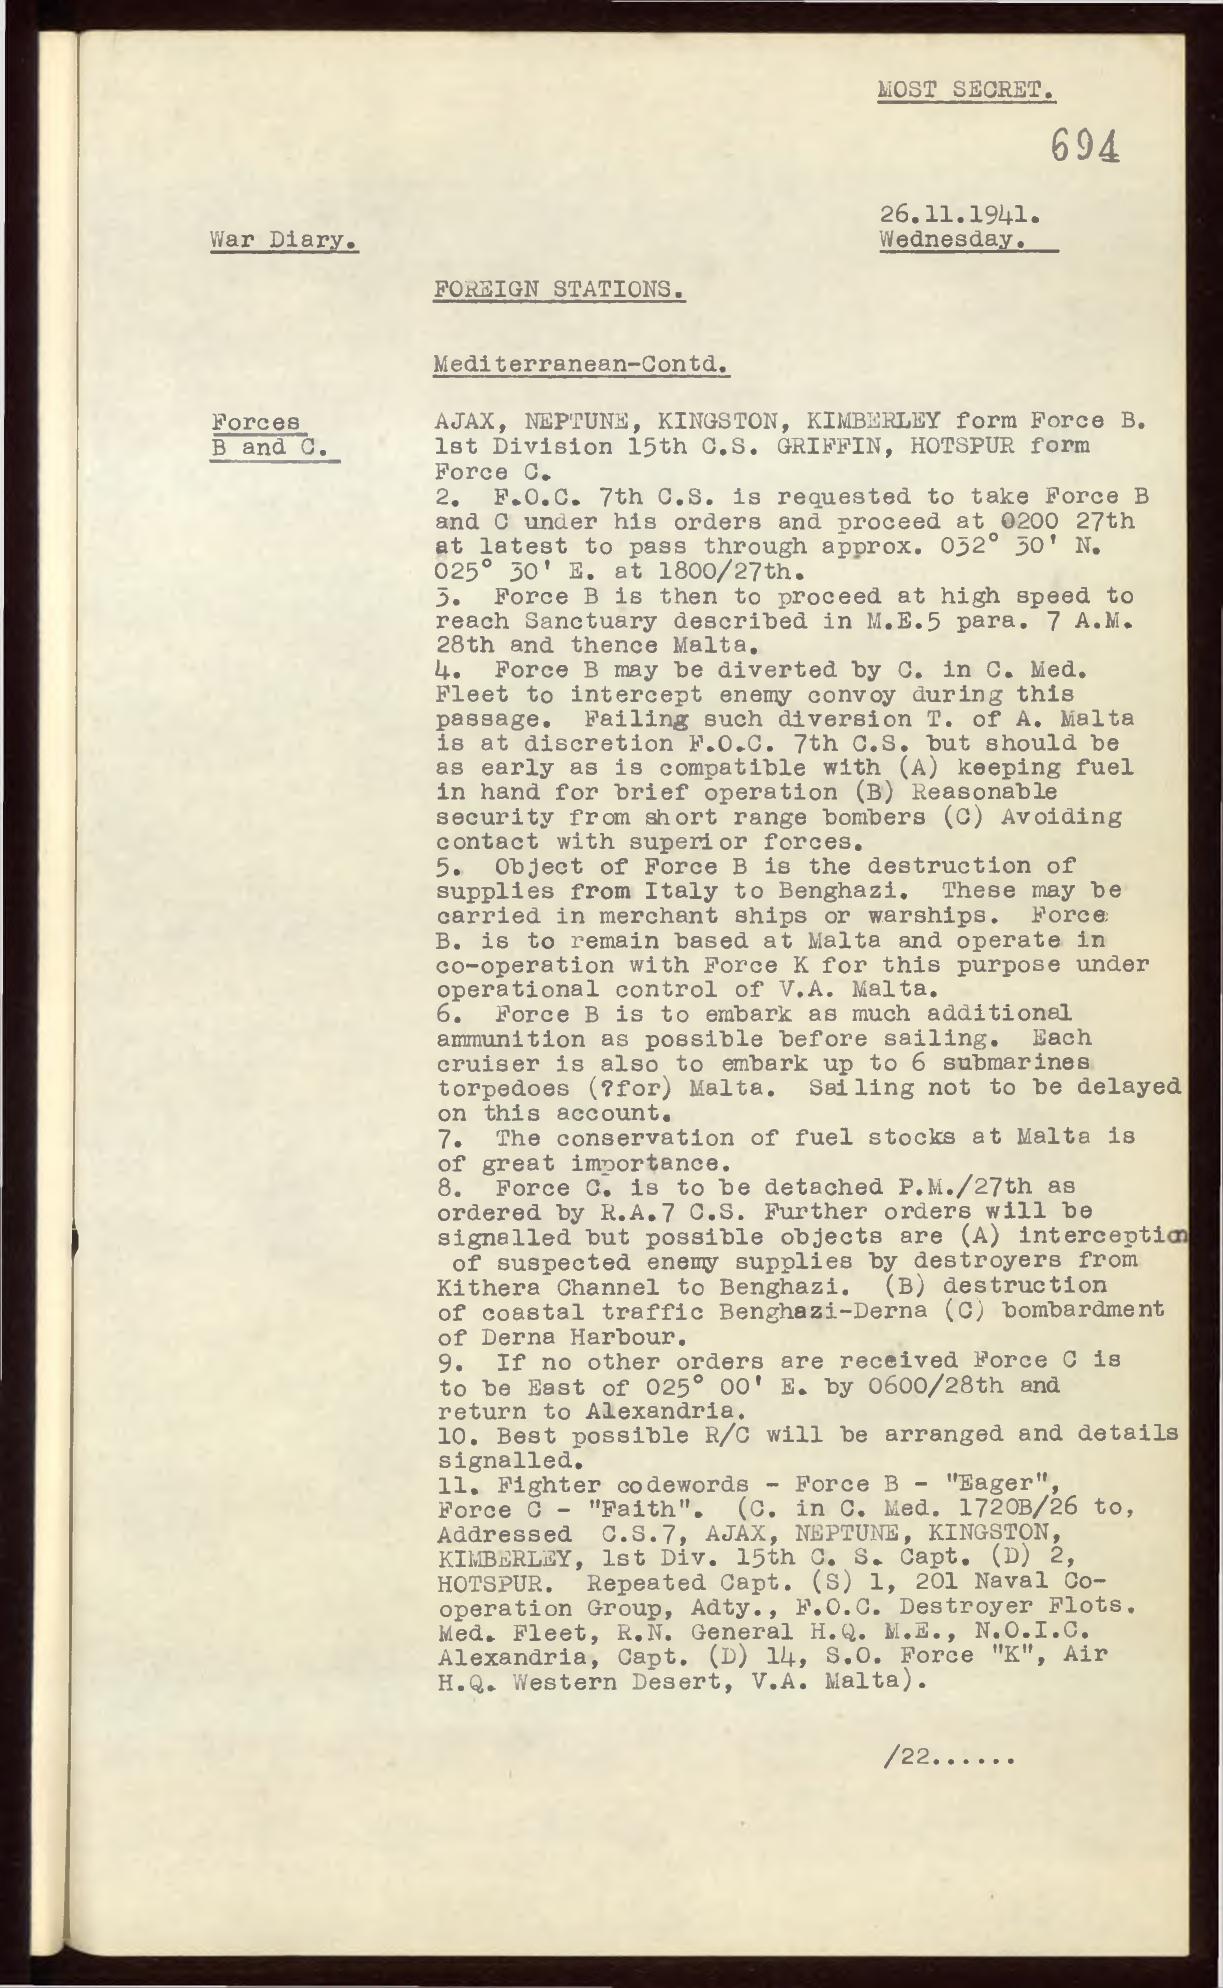 MOST SECRET.
694
26.11.1941.
War Diary.
Wednesday.
FOREIGN STATIONS.
Mediterranean-Contd.
Forces
B and C.
AJAX, NEPTUNE, KINGSTON, KIMBERLEY form Force B.
1st Division 15th C.S. GRIFFIN, HOTSPUR form
Force C.
2. F.O.C. 7th C.S. is requested to take Force B
and C under his orders and proceed at 0200 27th
at latest to pass through approx. 032° 30' N.
025° 30' E. at 1800/27th.
3. Force B is then to proceed at high speed to
reach Sanctuary described in M.E.5 para. 7 A.M.
28th and thence Malta.
4. Force B may be diverted by C. in C. Med.
Fleet to intercept enemy convoy during this
passage. Failing such diversion T. of A. Malta
is at discretion F.O.C. 7th C.S. but should be
as early as is compatible with (A) keeping fuel
in hand for brief operation (B) Reasonable
security from short range bombers (C) Avoiding
contact with superior forces.
5. Object of Force B is the destruction of
supplies from Italy to Benghazi. These may be
carried in merchant ships or warships. Force
B. is to remain based at Malta and operate in
co-operation with Force K for this purpose under
operational control of V.A. Malta.
6. Force B is to embark as much additional
ammunition as possible before sailing. Each
cruiser is also to embark up to 6 submarines
torpedoes (?for) Malta. Sailing not to be delayed
on this account.
7. The conservation of fuel stocks at Malta is
of great importance.
8. Force C. is to be detached P.M./27th as
ordered by R.A.7 C.S. Further orders will be
signalled but possible objects are (A) interception
of suspected enemy supplies by destroyers from
Kithera Channel to Benghazi. (B) destruction
of coastal traffic Benghazi-Derna (C) bombardment
of Derna Harbour.
9. If no other orders are received Force C is
to be East of 025° 00' E. by 0600/28th and
return to Alexandria.
10. Best possible R/C will be arranged and details
signalled.
11. Fighter codewords - Force B - "Eager",
Force C - "Faith". (C. in C. Med. 1720B/26 to,
Addressed C.S.7, AJAX, NEPTUNE, KINGSTON,
KIMBERLEY, 1st Div. 15th C. S. Capt. (D) 2,
HOTSPUR. Repeated Capt. (S) 1, 201 Naval Co-
operation Group, Adty., F.O.C. Destroyer Flots.
Med. Fleet, R.N. General H.Q. M.E., N.O.I.C.
Alexandria, Capt. (D) 14, S.O. Force "K", Air
H.Q. Western Desert, V.A. Malta).
/22......